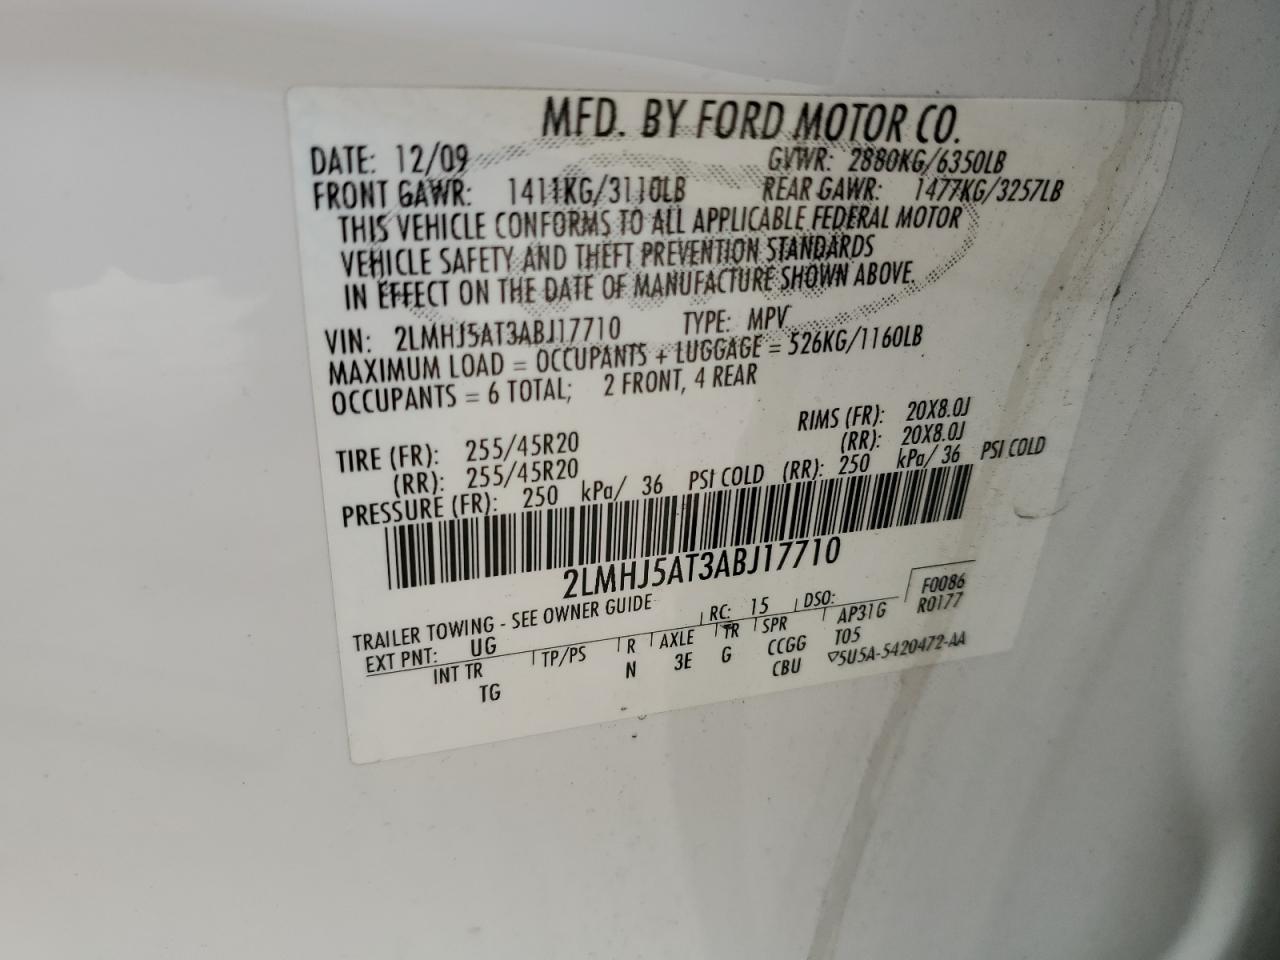 MFD. BY FORD MOTOR CO.
DATE: 12/09 GVWR: 2880KG/6350LB
FRONT GAWR: 1411KG/3110LB REAR GAWR: 1477KG/3257LB
THIS VEHICLE CONFORMS TO ALL APPLICABLE FEDERAL MOTOR
VEHICLE SAFETY AND THEFT PREVENTION STANDARDS
IN EFFECT ON THE DATE OF MANUFACTURE SHOWN ABOVE.
VIN: 2LMHJ5AT3ABJ17710 TYPE: MPV
MAXIMUM LOAD = OCCUPANTS + LUGGAGE = 526KG/1160LB
OCCUPANTS = 6 TOTAL; 2 FRONT, 4 REAR
TIRE (FR): 255/45R20 RIMS (FR): 20X8.0J
(RR): 255/45R20 (RR): 20X8.0J
PRESSURE (FR): 250 kPa/ 36 PSI COLD (RR): 250 kPa/ 36 PSI COLD
2LMHJ5AT3ABJ17710
TRAILER TOWING - SEE OWNER GUIDE
EXT PNT: UG RC: 15 DSO: AP31G F0086
R0177
INT TR TP/PS R AXLE TR SPR T05
TG N 3E G CCGG
CBU ▽5U5A-5420472-AA